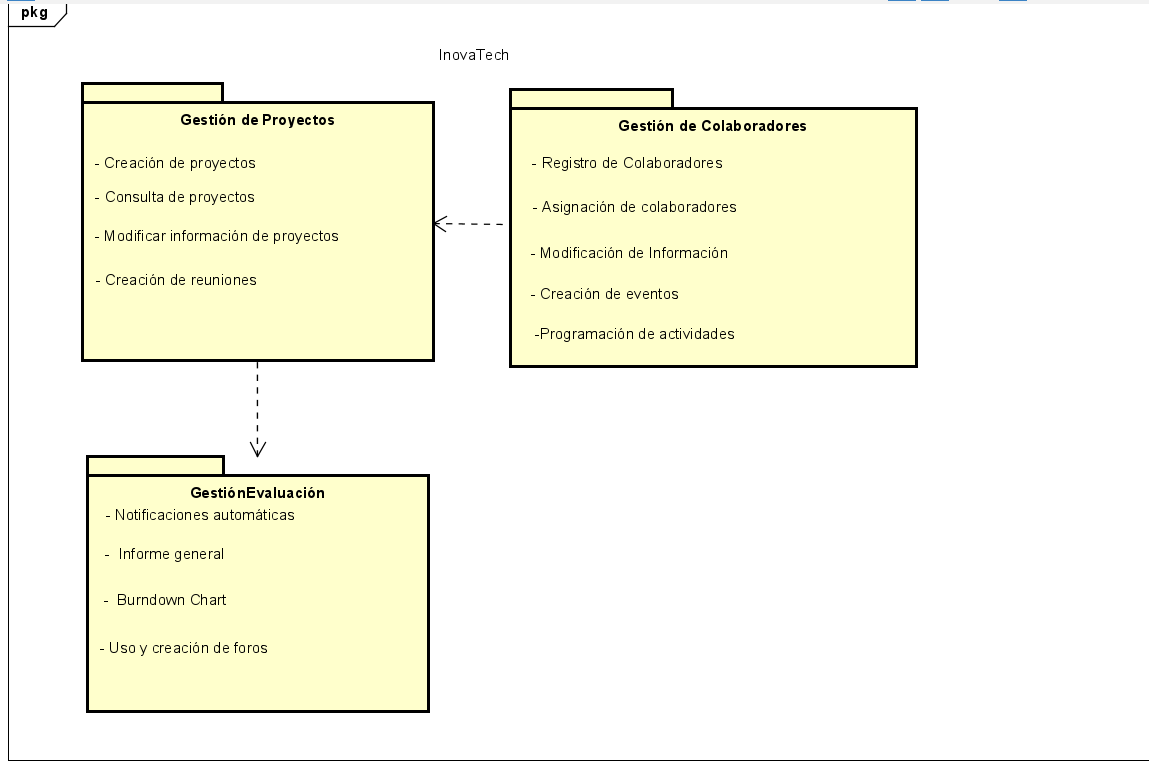 pkg
InovaTech
Gestión de Proyectos
- Creación de proyectos
- Consulta de proyectos
- Modificar información de proyectos
- Creación de reuniones
Gestión de Colaboradores
- Registro de Colaboradores
- Asignación de colaboradores
- Modificación de Información
- Creación de eventos
-Programación de actividades
GestiónEvaluación
- Notificaciones automáticas
- Informe general
- Burndown Chart
- Uso y creación de foros